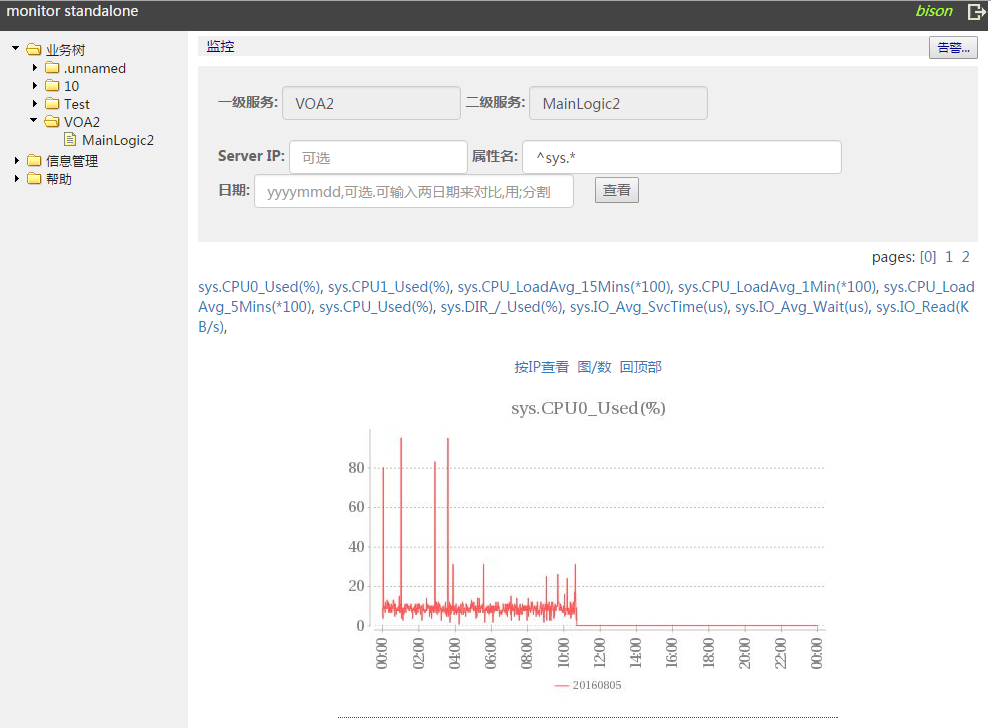 monitor standalone
bison
业务树
.unnamed
10
Test
VOA2
MainLogic2
信息管理
帮助
监控
告警...
一级服务: VOA2 二级服务: MainLogic2
Server IP: 可选 属性名: ^sys.*
日期: yyyymmdd,可选.可输入两日期来对比,用;分割 查看
pages: [0] 1 2
sys.CPU0_Used(%), sys.CPU1_Used(%), sys.CPU_LoadAvg_15Mins(*100), sys.CPU_LoadAvg_1Min(*100), sys.CPU_Load
Avg_5Mins(*100), sys.CPU_Used(%), sys.DIR_/_Used(%), sys.IO_Avg_SvcTime(us), sys.IO_Avg_Wait(us), sys.IO_Read(K
B/s),
按IP查看 图/数 回顶部
sys.CPU0_Used(%)
80
60
40
20
0
00:00 02:00 04:00 06:00 08:00 10:00 12:00 14:00 16:00 18:00 20:00 22:00 00:00
20160805